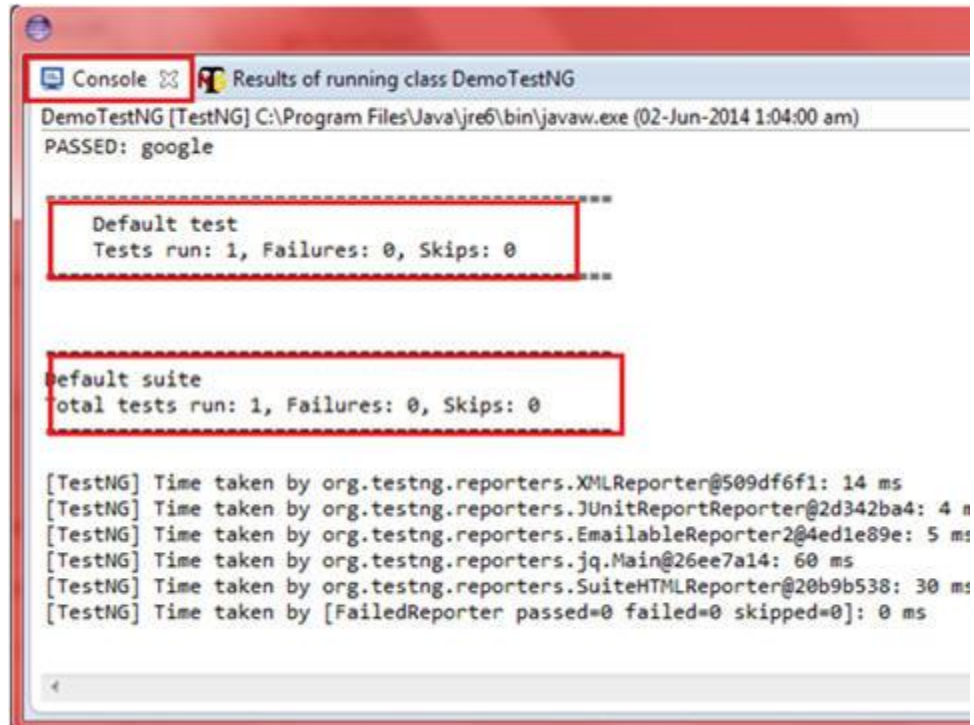 Console Results of running class DemoTestNG
DemoTestNG [TestNG] C:\Program Files\Java\jre6\bin\javaw.exe (02-Jun-2014 1:04:00 am)
PASSED: google
===============================================
Default test
Tests run: 1, Failures: 0, Skips: 0
===============================================
===============================================
Default suite
Total tests run: 1, Failures: 0, Skips: 0
===============================================
[TestNG] Time taken by org.testng.reporters.XMLReporter@509df6f1: 14 ms
[TestNG] Time taken by org.testng.reporters.JUnitReportReporter@2d342ba4: 4 m
[TestNG] Time taken by org.testng.reporters.EmailableReporter2@4ed1e89e: 5 ms
[TestNG] Time taken by org.testng.reporters.jq.Main@26ee7a14: 60 ms
[TestNG] Time taken by org.testng.reporters.SuiteHTMLReporter@20b9b538: 30 ms
[TestNG] Time taken by [FailedReporter passed=0 failed=0 skipped=0]: 0 ms